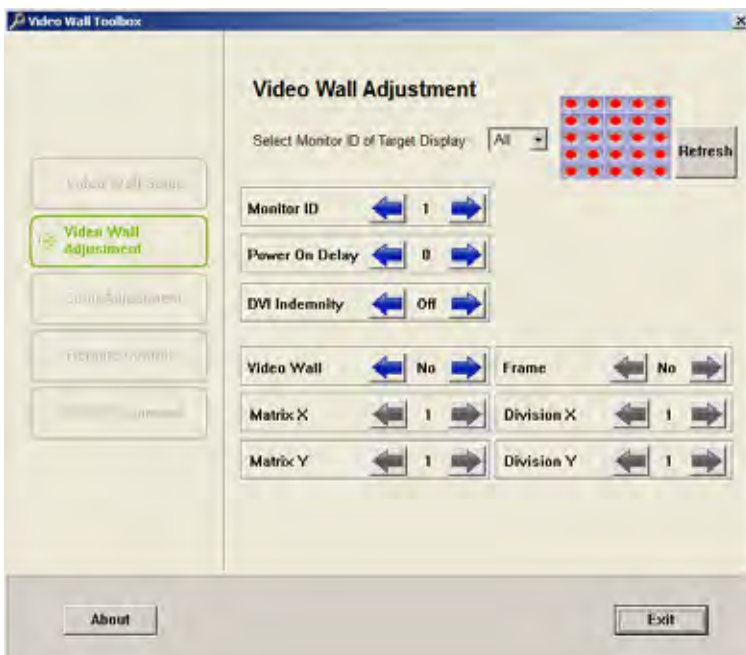 Video Wall Toolbox
Video Wall Adjustment
Select Monitor ID of Target Display All
Refresh
Video Wall
Adjustment
Monitor ID 1
Power On Delay 0
DVI Indemnity Off
Video Wall No Frame No
Matrix X 1 Division X 1
Matrix Y 1 Division Y 1
About Exit